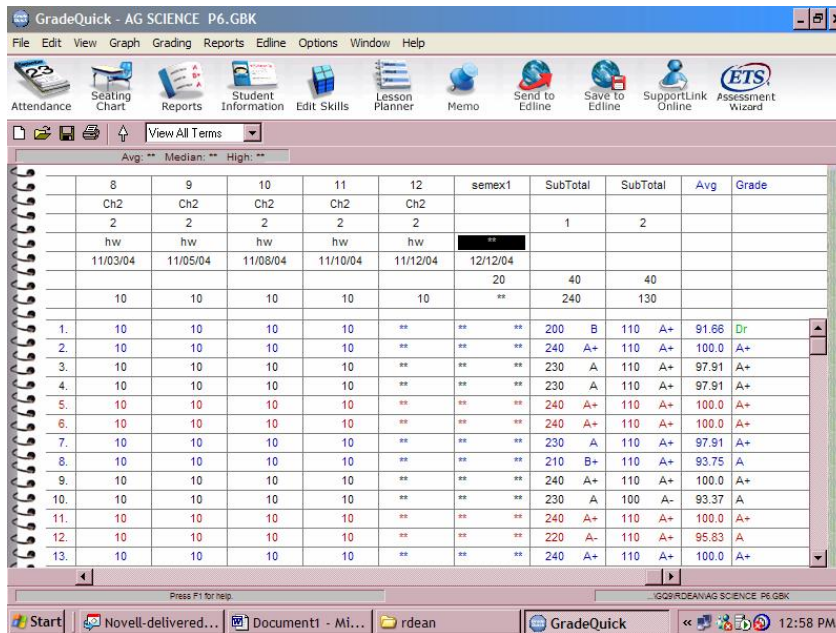 GradeQuick - AG SCIENCE P6.GBK
File Edit View Graph Grading Reports Edline Options Window Help
Attendance Seating Chart Reports Student Information Edit Skills Lesson Planner Memo Send to Edline Save to Edline SupportLink Online ETS Assessment Wizard
View All Terms
Avg: ** Median: ** High: **
8 9 10 11 12 semex1 SubTotal SubTotal Avg Grade
Ch2 Ch2 Ch2 Ch2 Ch2
2 2 2 2 2 1 2
hw hw hw hw hw **
11/03/04 11/05/04 11/08/04 11/10/04 11/12/04 12/12/04
20 40 40
10 10 10 10 10 ** 240 130
1. 10 10 10 10 ** ** ** 200 B 110 A+ 91.66 Dr
2. 10 10 10 10 ** ** ** 240 A+ 110 A+ 100.0 A+
3. 10 10 10 10 ** ** ** 230 A 110 A+ 97.91 A+
4. 10 10 10 10 ** ** ** 230 A 110 A+ 97.91 A+
5. 10 10 10 10 ** ** ** 240 A+ 110 A+ 100.0 A+
6. 10 10 10 10 ** ** ** 240 A+ 110 A+ 100.0 A+
7. 10 10 10 10 ** ** ** 230 A 110 A+ 97.91 A+
8. 10 10 10 10 ** ** ** 210 B+ 110 A+ 93.75 A
9. 10 10 10 10 ** ** ** 240 A+ 110 A+ 100.0 A+
10. 10 10 10 10 ** ** ** 230 A 100 A- 93.37 A
11. 10 10 10 10 ** ** ** 240 A+ 110 A+ 100.0 A+
12. 10 10 10 10 ** ** ** 220 A- 110 A+ 95.83 A
13. 10 10 10 10 ** ** ** 240 A+ 110 A+ 100.0 A+
Press F1 for help. ...\GQ9\RDEAN\AG SCIENCE P6.GBK
Start Novell-delivered... Document1 - Mi... rdean GradeQuick « 12:58 PM